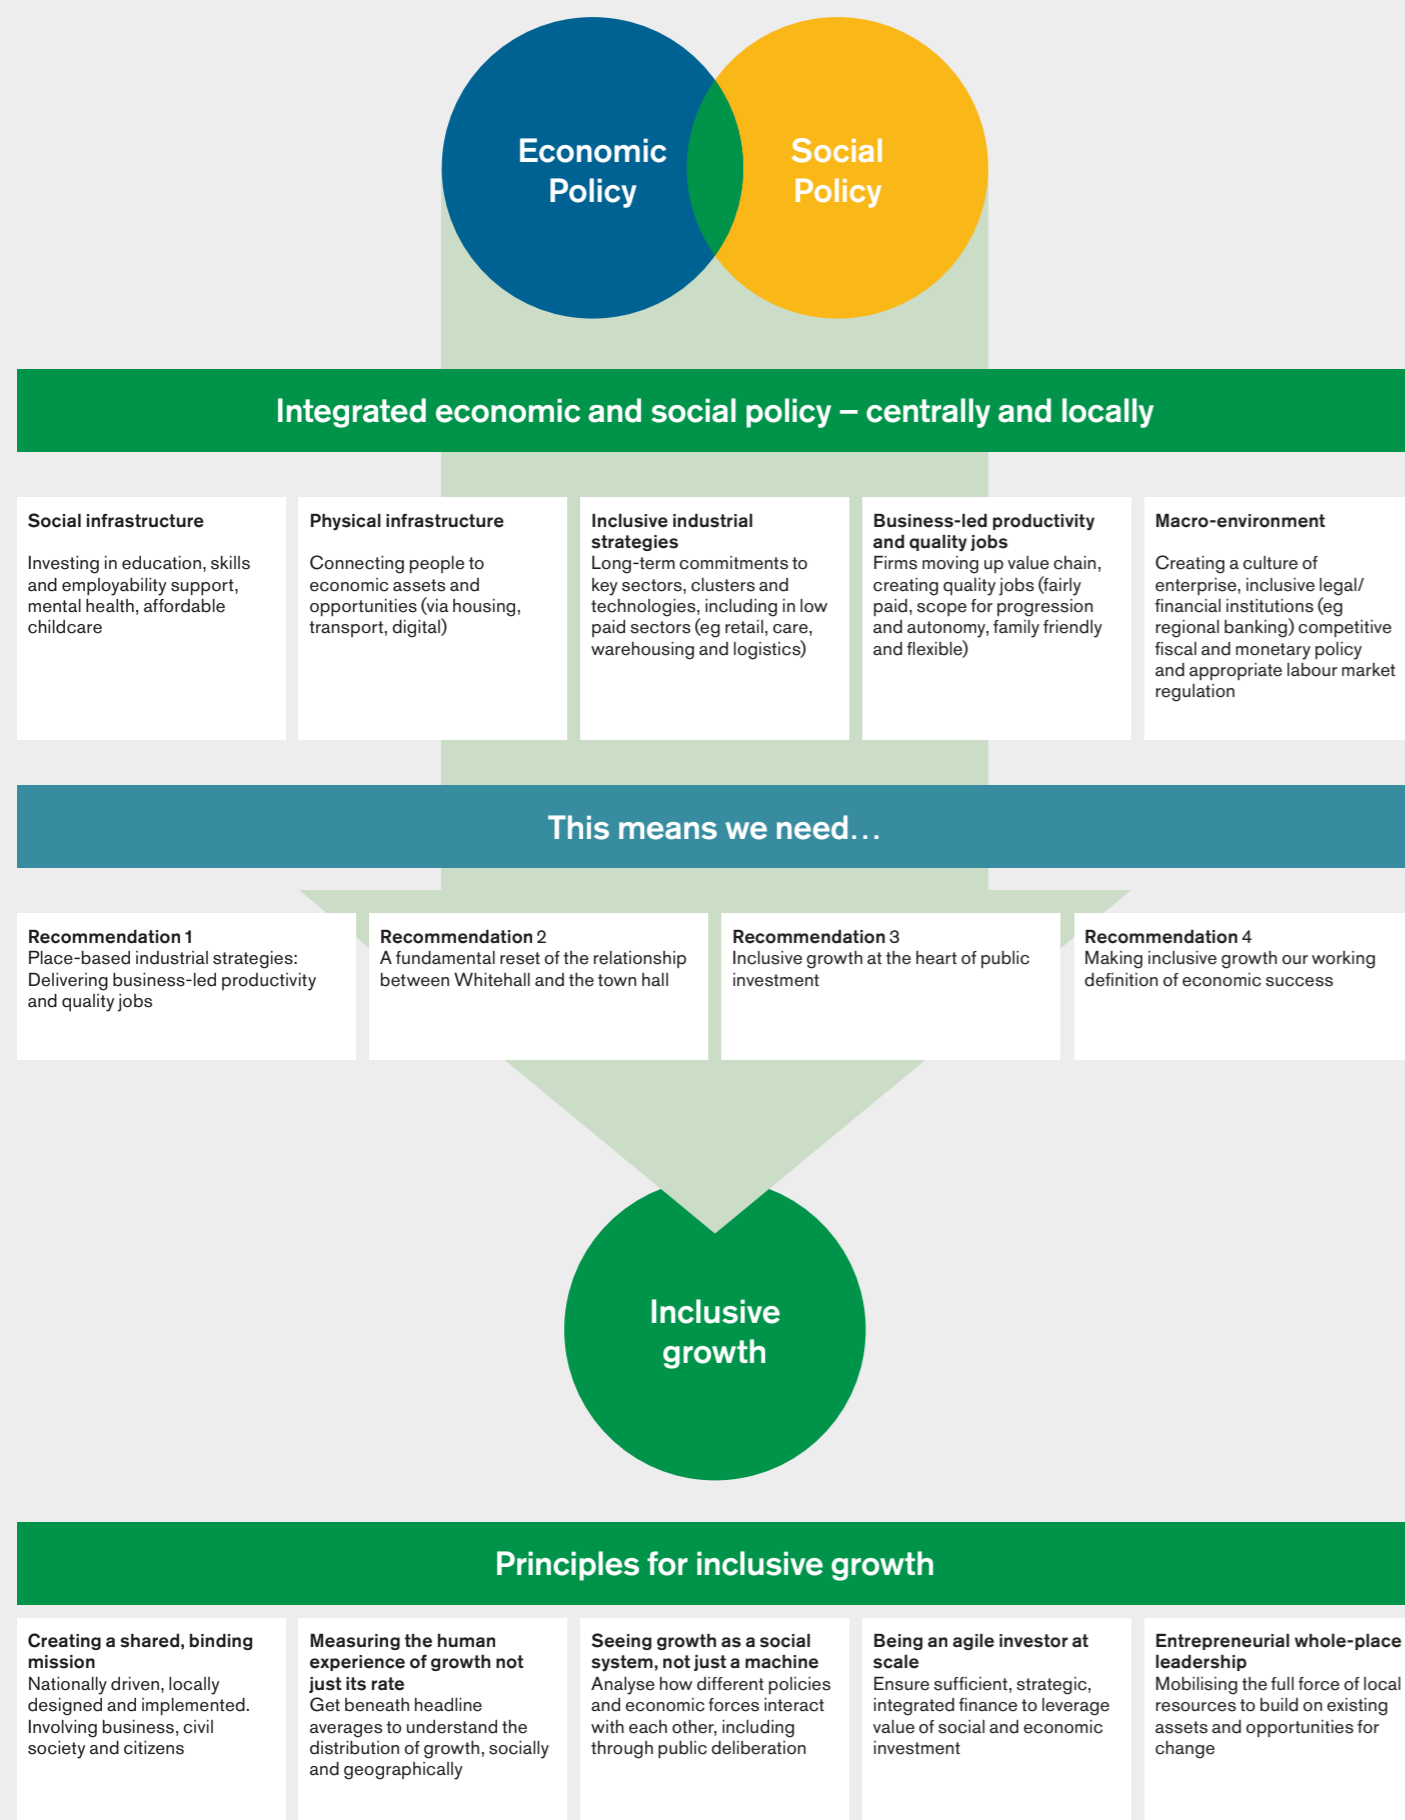 Economic
Policy
Social
Policy
Integrated economic and social policy – centrally and locally
Social infrastructure
Investing in education, skills
and employability support,
mental health, affordable
childcare
Physical infrastructure
Connecting people to
economic assets and
opportunities (via housing,
transport, digital)
Inclusive industrial
strategies
Long-term commitments to
key sectors, clusters and
technologies, including in low
paid sectors (eg retail, care,
warehousing and logistics)
Business-led productivity
and quality jobs
Firms moving up value chain,
creating quality jobs (fairly
paid, scope for progression
and autonomy, family friendly
and flexible)
Macro-environment
Creating a culture of
enterprise, inclusive legal/
financial institutions (eg
regional banking) competitive
fiscal and monetary policy
and appropriate labour market
regulation
This means we need…
Recommendation 1
Place-based industrial strategies:
Delivering business-led productivity
and quality jobs
Recommendation 2
A fundamental reset of the relationship
between Whitehall and the town hall
Recommendation 3
Inclusive growth at the heart of public
investment
Recommendation 4
Making inclusive growth our working
definition of economic success
Inclusive
growth
Principles for inclusive growth
Creating a shared, binding
mission
Nationally driven, locally
designed and implemented.
Involving business, civil
society and citizens
Measuring the human
experience of growth not
just its rate
Get beneath headline
averages to understand the
distribution of growth, socially
and geographically
Seeing growth as a social
system, not just a machine
Analyse how different policies
and economic forces interact
with each other, including
through public deliberation
Being an agile investor at
scale
Ensure sufficient, strategic,
integrated finance to leverage
value of social and economic
investment
Entrepreneurial whole-place
leadership
Mobilising the full force of local
resources to build on existing
assets and opportunities for
change